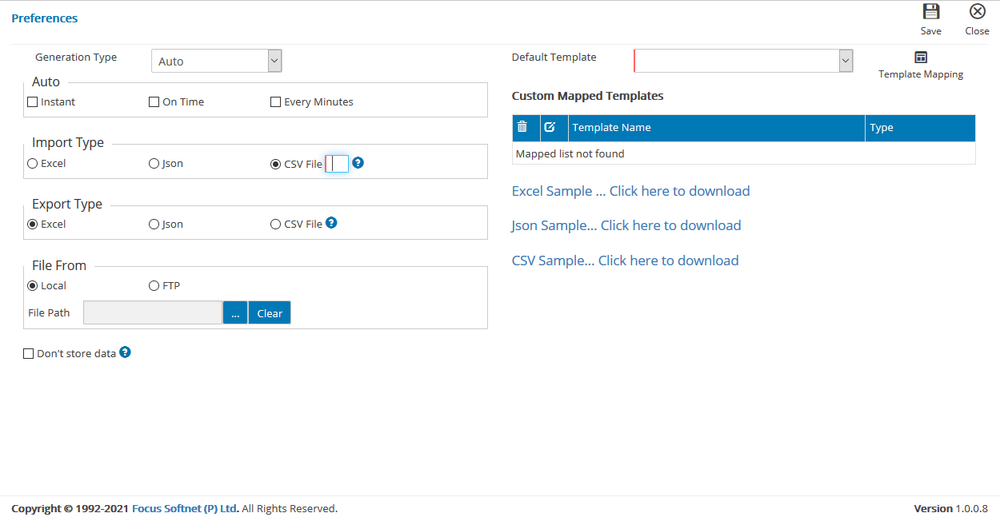 Preferences
Save
Close
Generation Type
Auto
Default Template
Template Mapping
Auto
Instant
On Time
Every Minutes
Custom Mapped Templates
Template Name
Type
Mapped list not found
Import Type
Excel
Json
CSV File
?
Export Type
Excel
Json
CSV File
?
Excel Sample ... Click here to download
Json Sample... Click here to download
CSV Sample... Click here to download
File From
Local
FTP
File Path
...
Clear
Don't store data
?
Copyright © 1992-2021 Focus Softnet (P) Ltd. All Rights Reserved.
Version 1.0.0.8